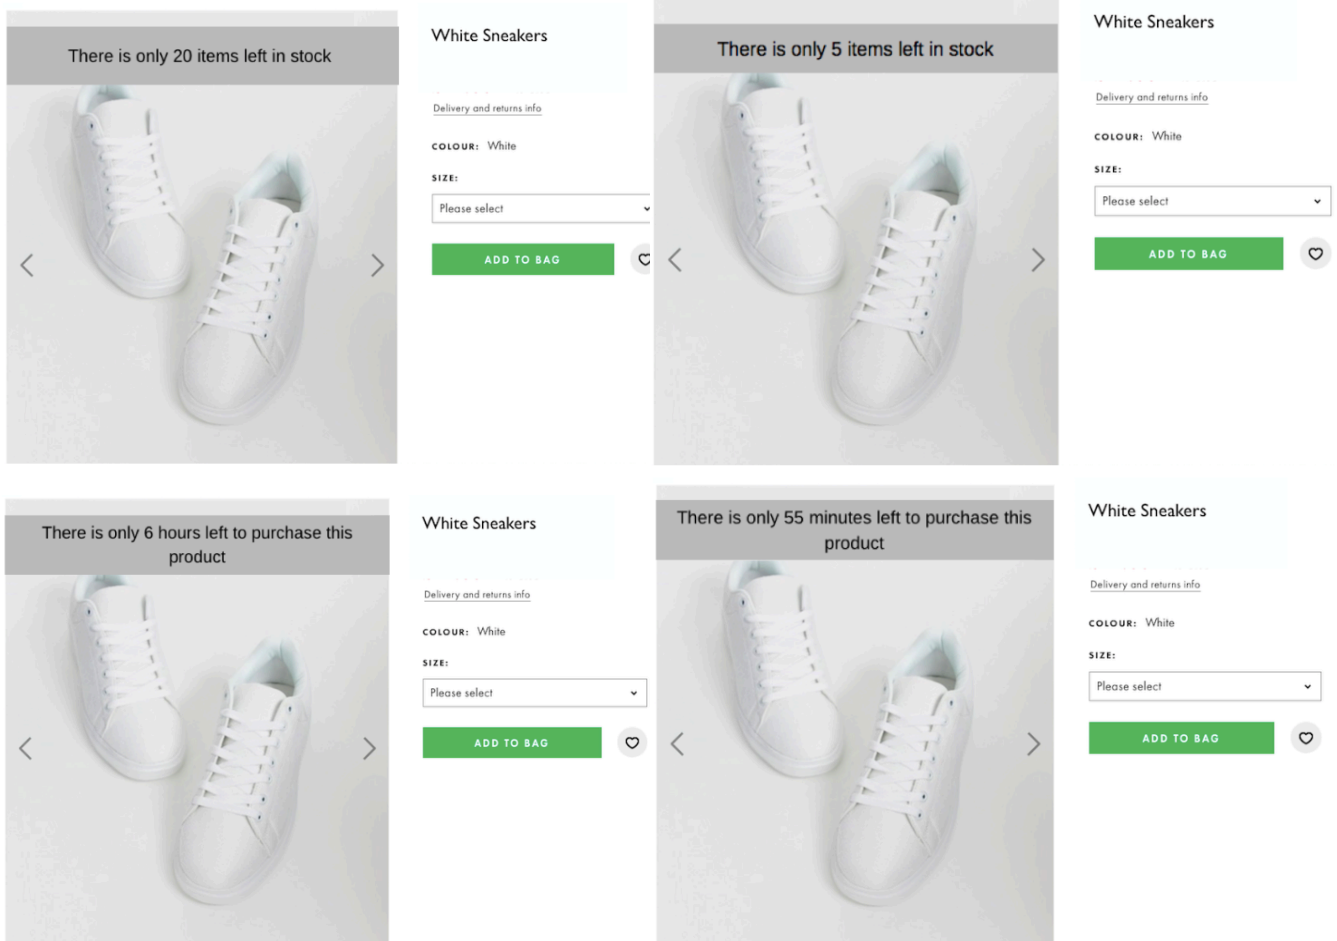 There is only 20 items left in stock
White Sneakers
Delivery and returns info
COLOUR: White
SIZE:
Please select
ADD TO BAG
There is only 5 items left in stock
White Sneakers
Delivery and returns info
COLOUR: White
SIZE:
Please select
ADD TO BAG
There is only 6 hours left to purchase this
product
White Sneakers
Delivery and returns info
COLOUR: White
SIZE:
Please select
ADD TO BAG
There is only 55 minutes left to purchase this
product
White Sneakers
Delivery and returns info
COLOUR: White
SIZE:
Please select
ADD TO BAG